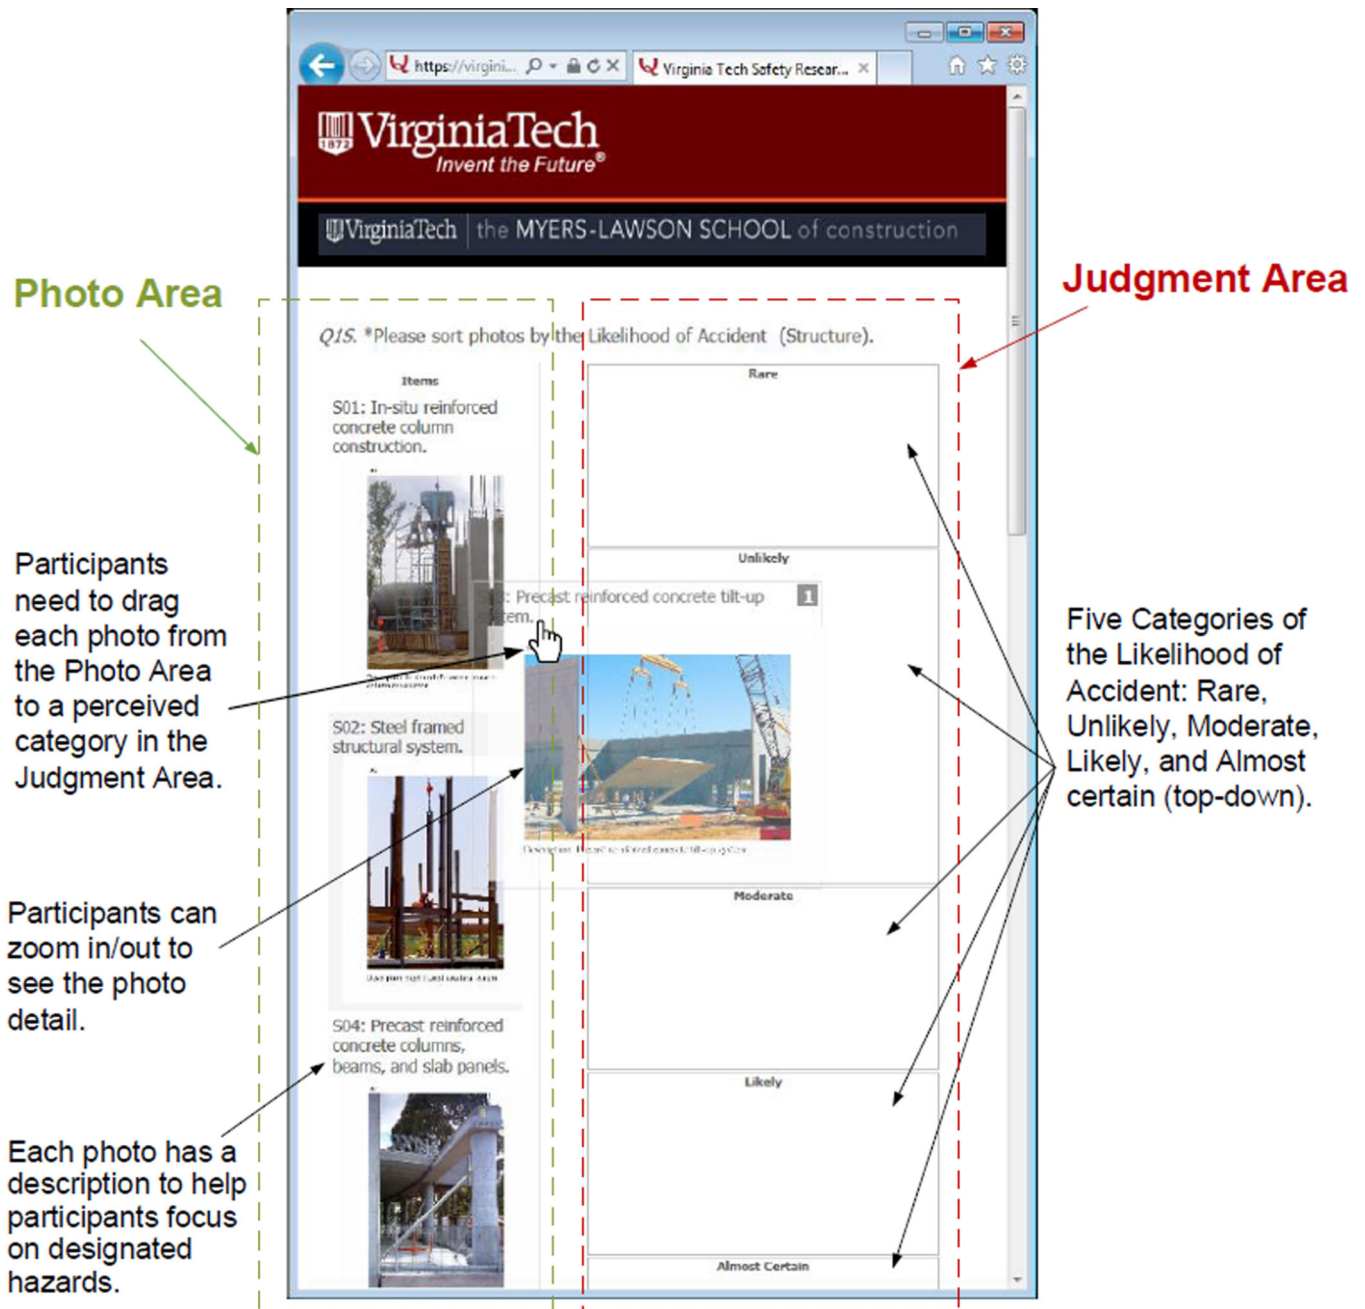 https://virgini...
Virginia Tech Safety Resear...
VirginiaTech
1872
Invent the Future®
VirginiaTech | the MYERS-LAWSON SCHOOL of construction
Photo Area
Judgment Area
Q1S. *Please sort photos by the Likelihood of Accident (Structure).
Items
S01: In-situ reinforced
concrete column
construction.
S02: Steel framed
structural system.
S04: Precast reinforced
concrete columns,
beams, and slab panels.
Precast reinforced concrete tilt-up
system.
1
Rare
Unlikely
Moderate
Likely
Almost Certain
Participants
need to drag
each photo from
the Photo Area
to a perceived
category in the
Judgment Area.
Participants can
zoom in/out to
see the photo
detail.
Each photo has a
description to help
participants focus
on designated
hazards.
Five Categories of
the Likelihood of
Accident: Rare,
Unlikely, Moderate,
Likely, and Almost
certain (top-down).